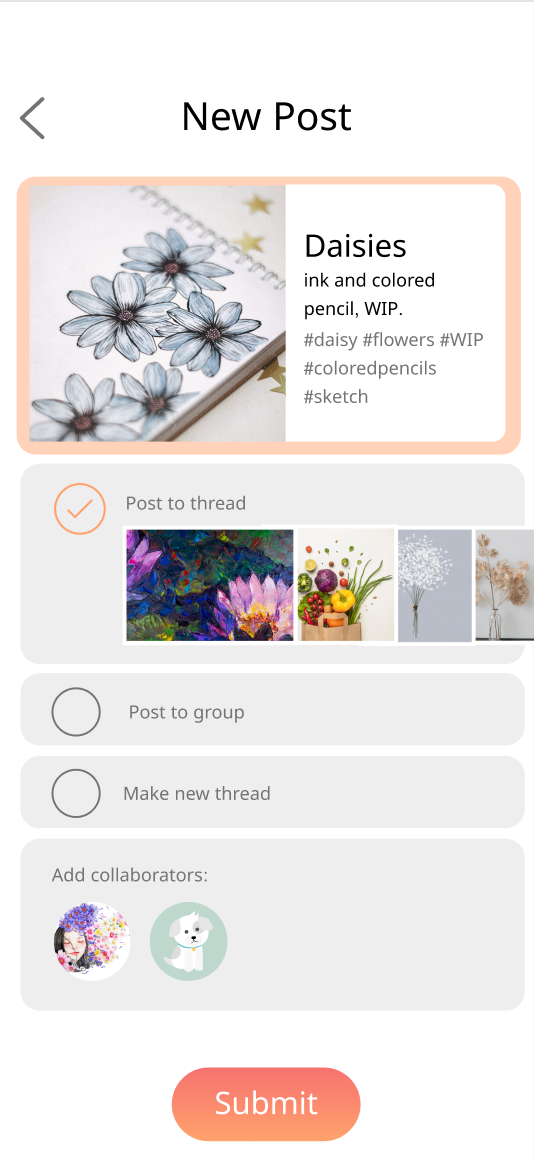 New Post
Daisies
ink and colored
pencil, WIP.
#daisy #flowers #WIP
#coloredpencils
#sketch
Post to thread
Post to group
Make new thread
Add collaborators:
Submit